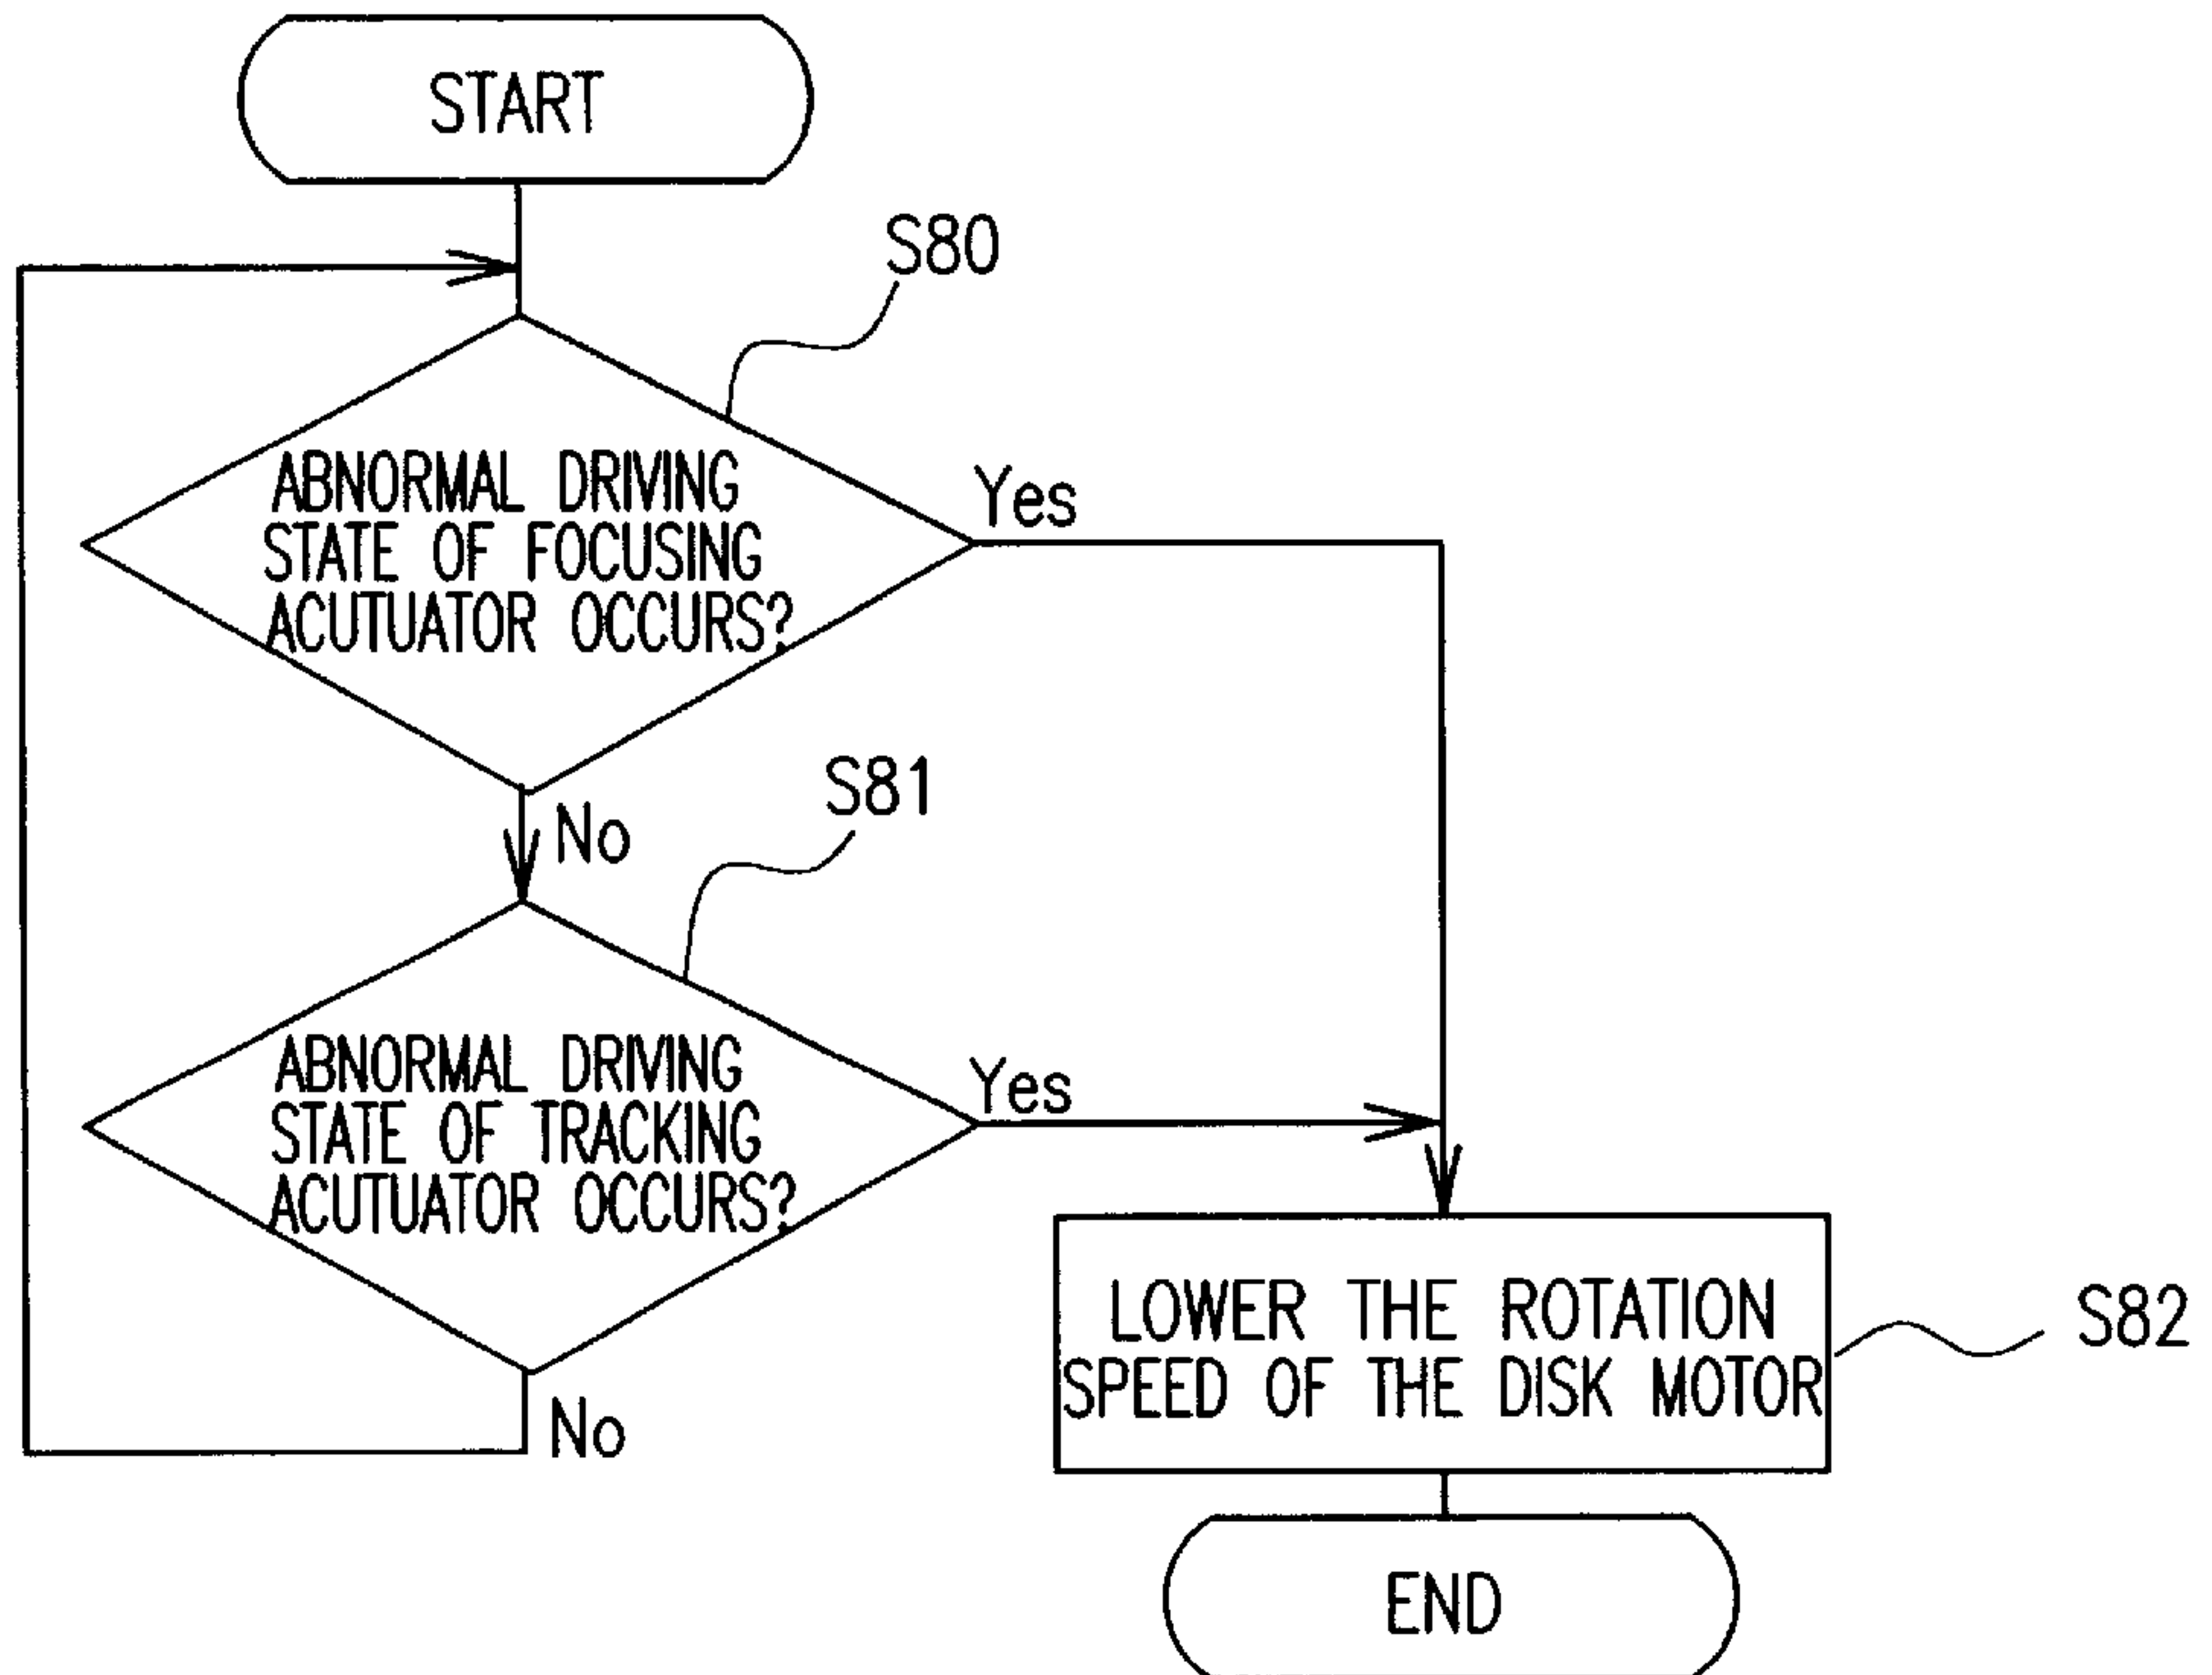 START
S80
ABNORMAL DRIVING
STATE OF FOCUSING
ACUTUATOR OCCURS?
Yes
No
S81
ABNORMAL DRIVING
STATE OF TRACKING
ACUTUATOR OCCURS?
Yes
No
LOWER THE ROTATION
SPEED OF THE DISK MOTOR
S82
END